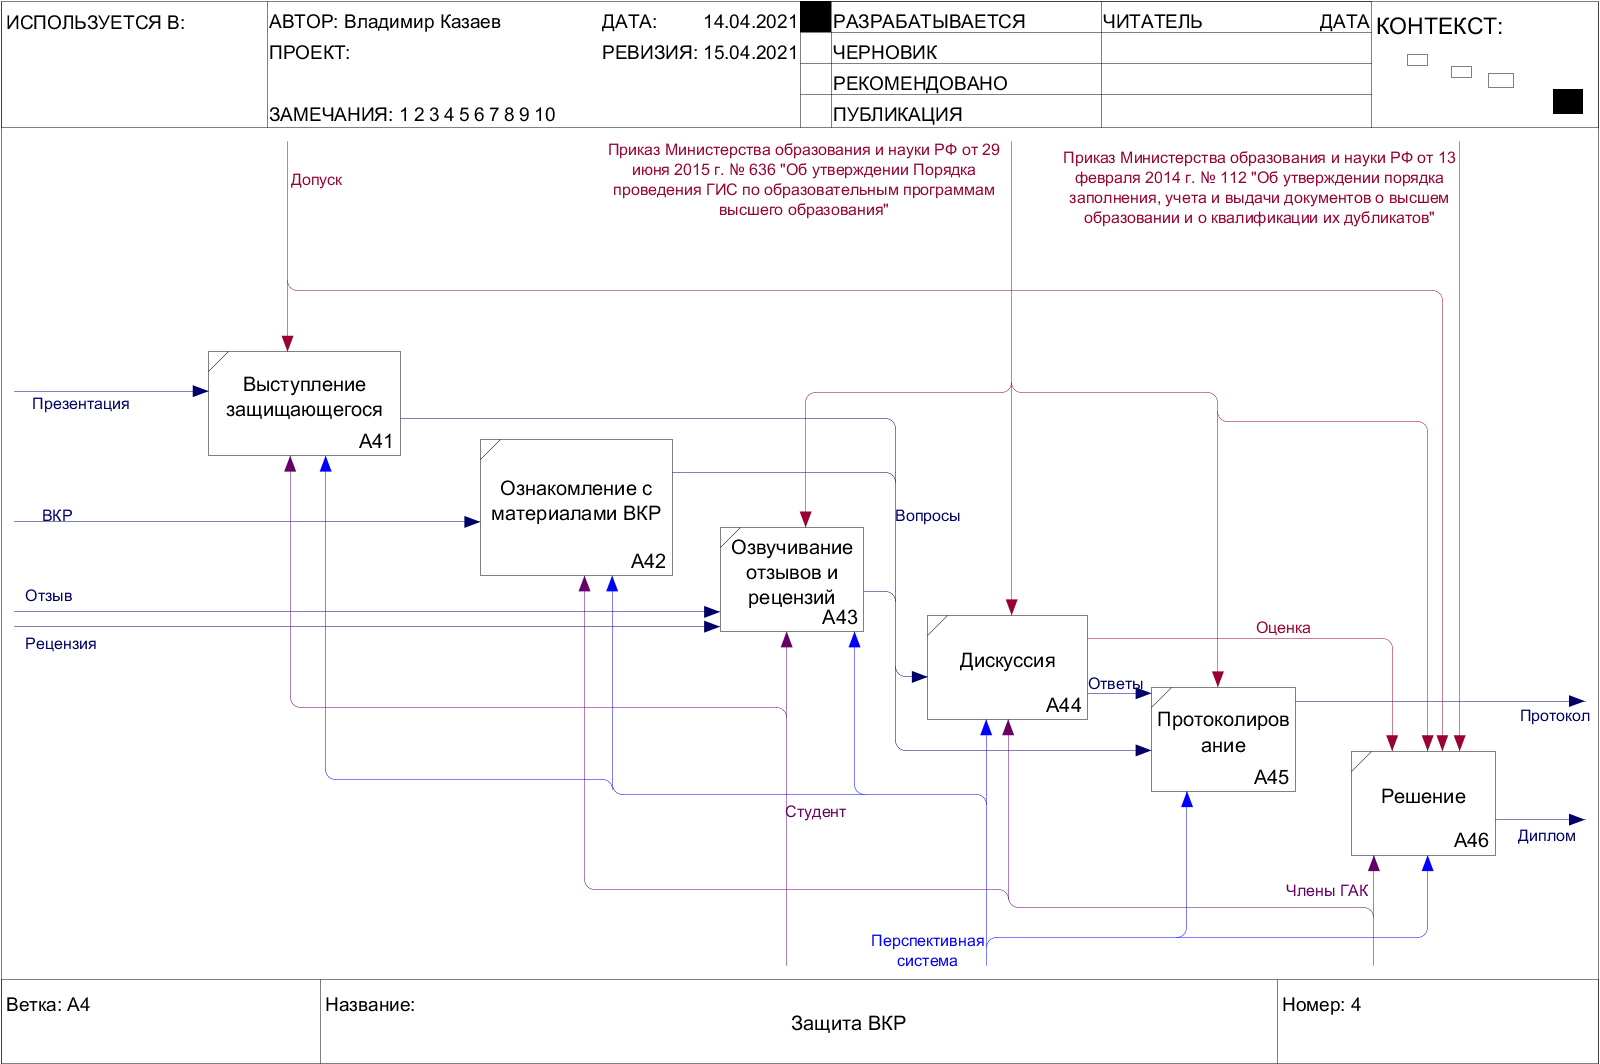 ИСПОЛЬЗУЕТСЯ В:
АВТОР: Владимир Казаев
ДАТА: 14.04.2021
ПРОЕКТ:
РЕВИЗИЯ: 15.04.2021
ЗАМЕЧАНИЯ: 1 2 3 4 5 6 7 8 9 10
РАЗРАБАТЫВАЕТСЯ
ЧЕРНОВИК
РЕКОМЕНДОВАНО
ПУБЛИКАЦИЯ
ЧИТАТЕЛЬ
ДАТА
КОНТЕКСТ:
Допуск
Приказ Министерства образования и науки РФ от 29
июня 2015 г. № 636 "Об утверждении Порядка
проведения ГИС по образовательным программам
высшего образования"
Приказ Министерства образования и науки РФ от 13
февраля 2014 г. № 112 "Об утверждении порядка
заполнения, учета и выдачи документов о высшем
образовании и о квалификации их дубликатов"
Презентация
Выступление
защищающегося
A41
ВКР
Ознакомление с
материалами ВКР
A42
Вопросы
Отзыв
Рецензия
Озвучивание
отзывов и
рецензий
A43
Дискуссия
A44
Оценка
Ответы
Протоколиров
ание
A45
Протокол
Решение
A46
Диплом
Студент
Члены ГАК
Перспективная
система
Ветка: A4
Название:
Защита ВКР
Номер: 4